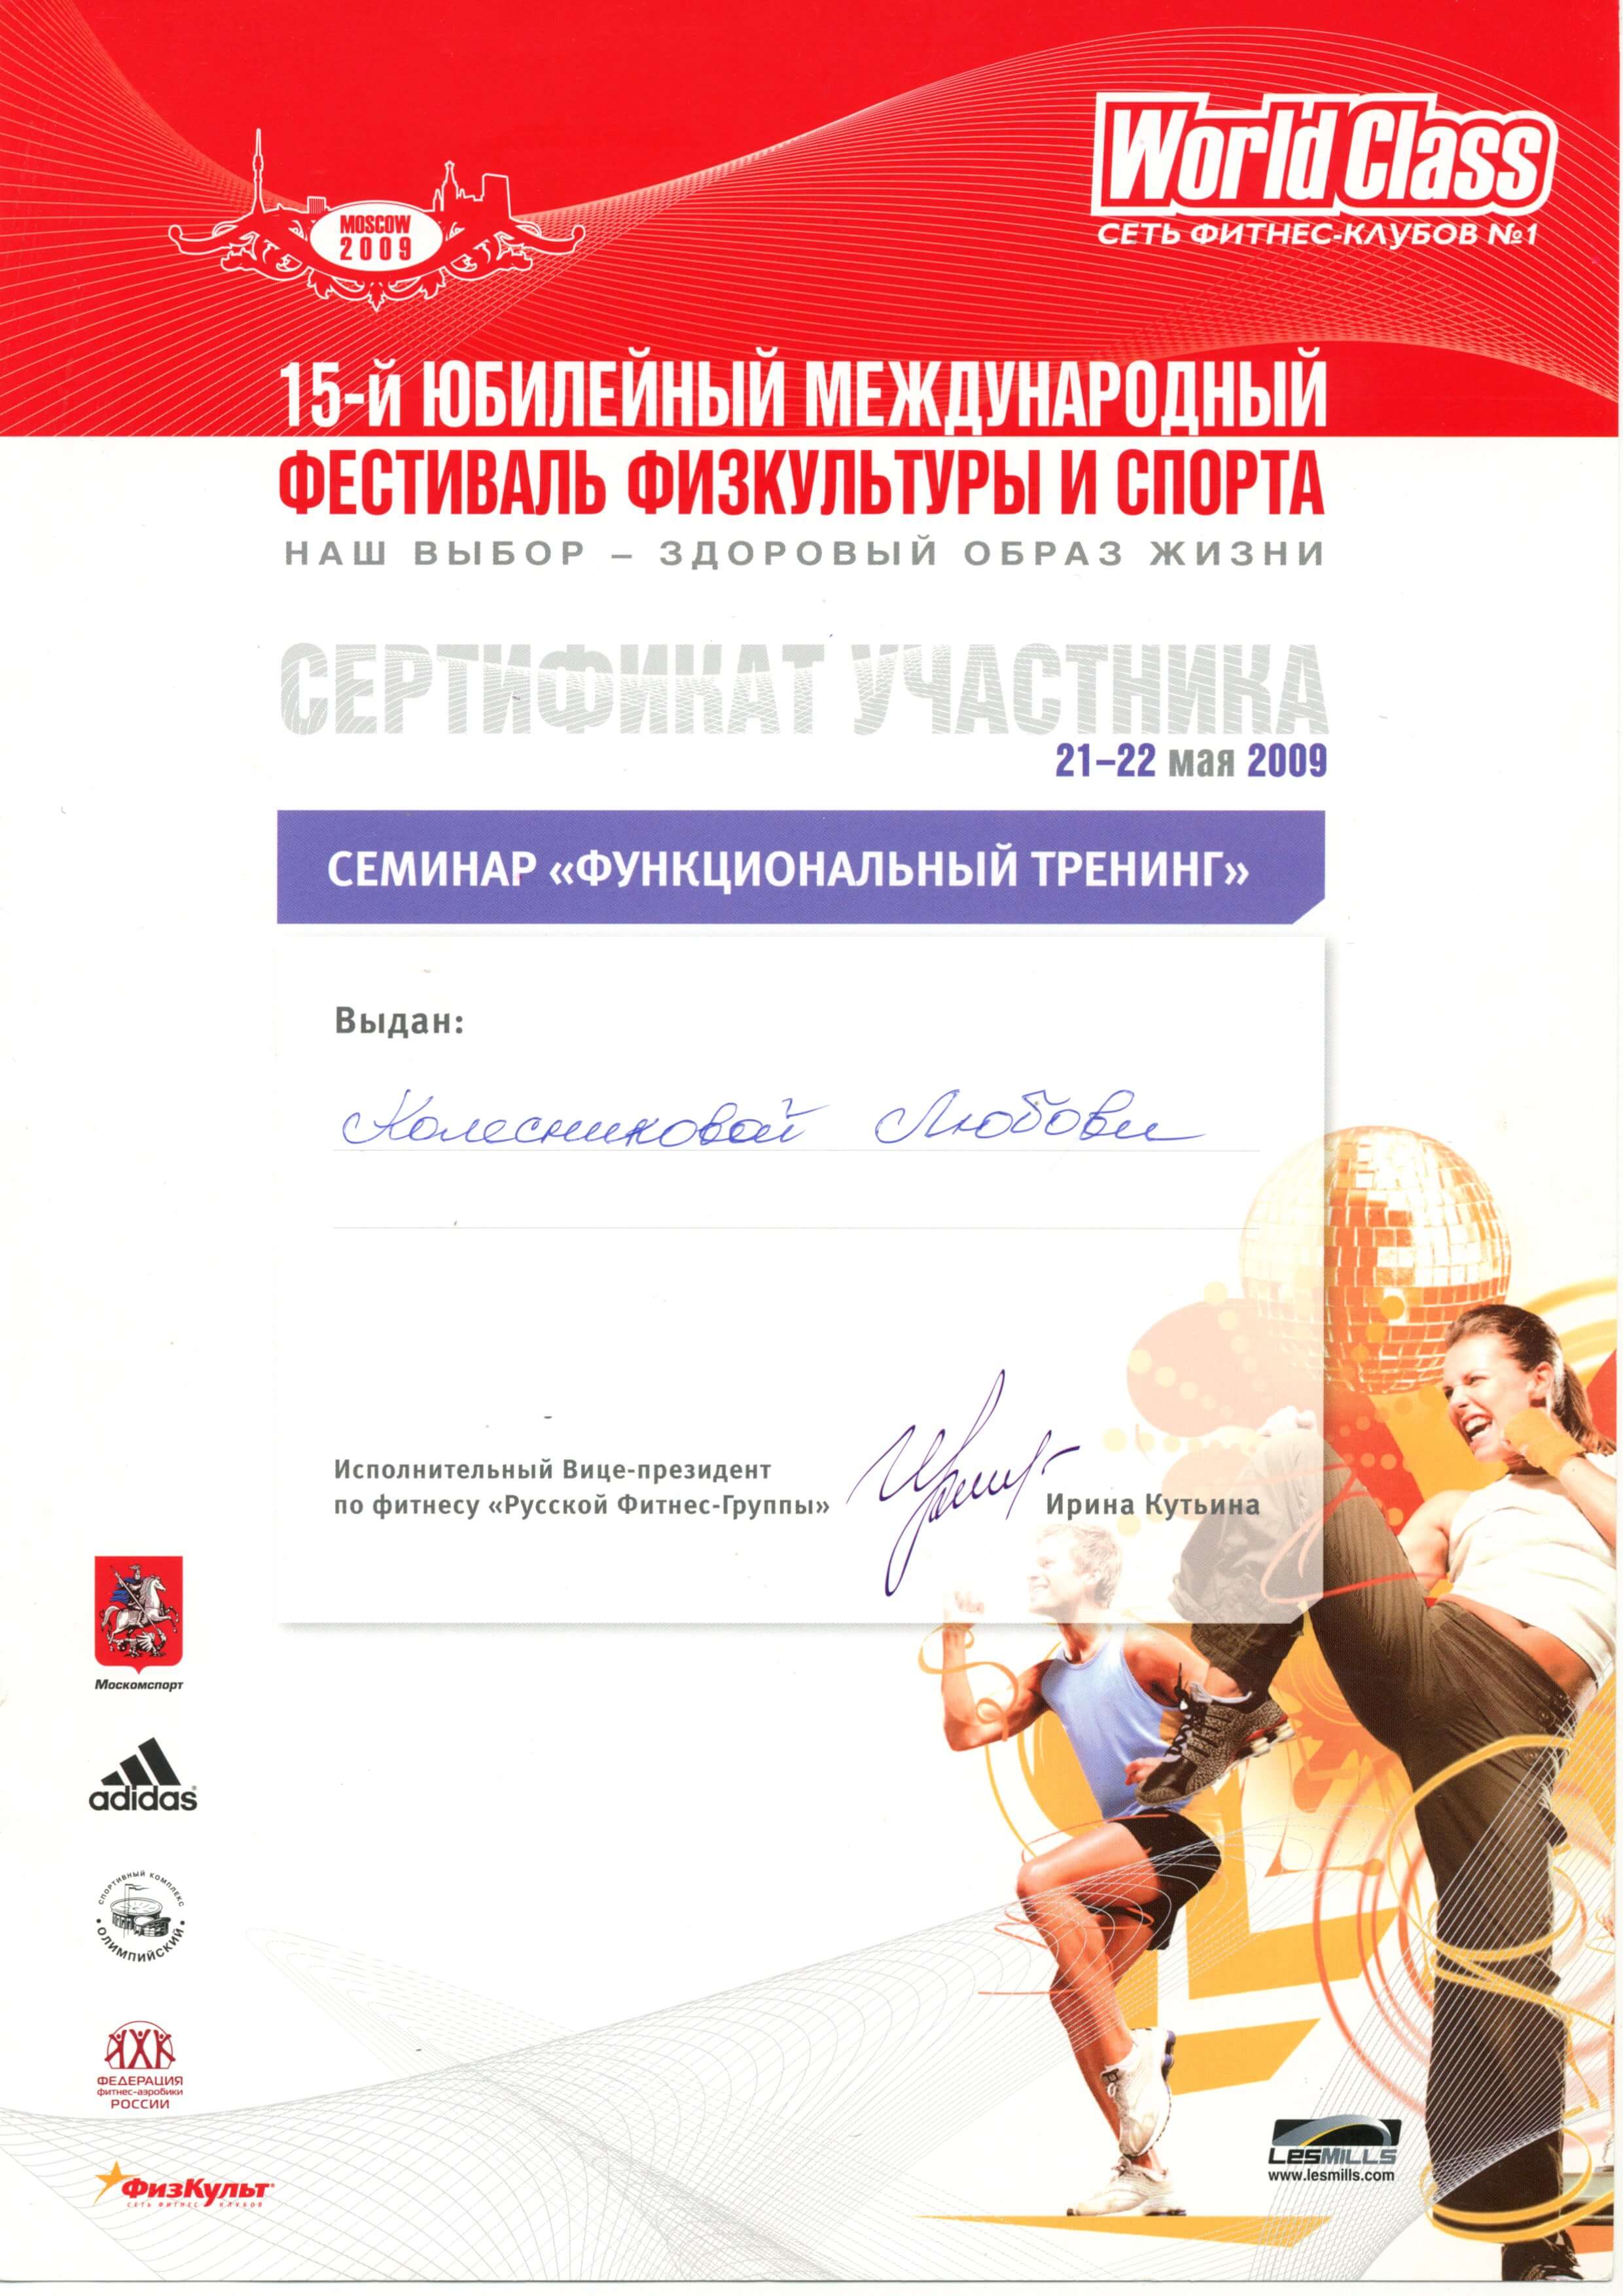 MOSCOW
2009
World Class
СЕТЬ ФИТНЕС-КЛУБОВ №1
15-й ЮБИЛЕЙНЫЙ МЕЖДУНАРОДНЫЙ
ФЕСТИВАЛЬ ФИЗКУЛЬТУРЫ И СПОРТА
НАШ ВЫБОР – ЗДОРОВЫЙ ОБРАЗ ЖИЗНИ
СЕРТИФИКАТ УЧАСТНИКА
21–22 мая 2009
СЕМИНАР «ФУНКЦИОНАЛЬНЫЙ ТРЕНИНГ»
Выдан:
Колесниковой Любови
Исполнительный Вице-президент
по фитнесу «Русской Фитнес-Группы»
Ирина Кутьина
Москомспорт
adidas
СПОРТИВНЫЙ КОМПЛЕКС
• ОЛИМПИЙСКИЙ •
ФЕДЕРАЦИЯ
фитнес-аэробики
РОССИИ
ФизКульт
СЕТЬ ФИТНЕС КЛУБОВ
LESMILLS
www.lesmills.com